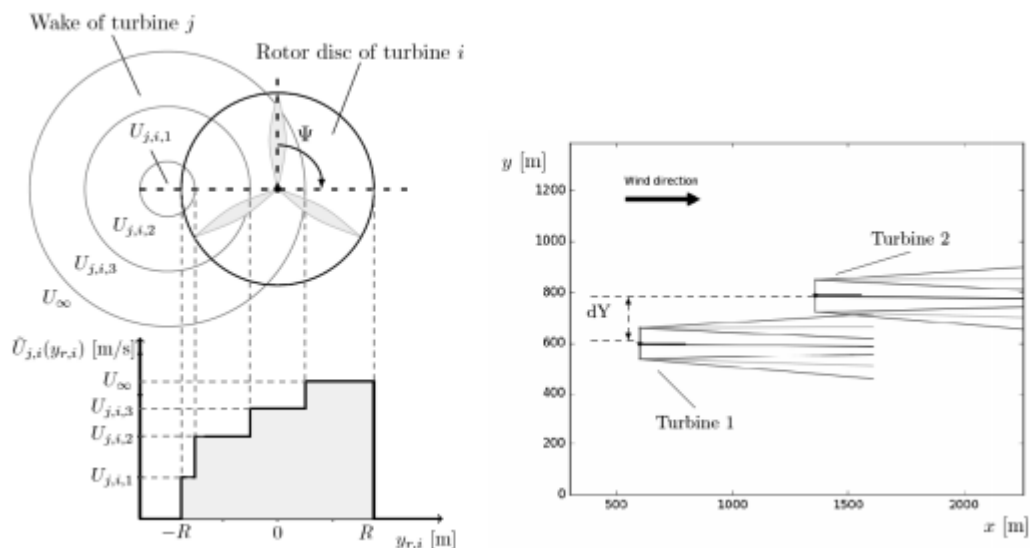 Wake of turbine j
Rotor disc of turbine i
U_{j,i,1}
Ψ
U_{j,i,2}
U_{j,i,3}
U_∞
Ū_{j,i}(y_{r,i}) [m/s]
U_∞
U_{j,i,3}
U_{j,i,2}
U_{j,i,1}
−R 0 R y_{r,i} [m]
y [m]
1200
1000
800
600
400
200
0
Wind direction
Turbine 2
dY
Turbine 1
500 1000 1500 2000
x [m]